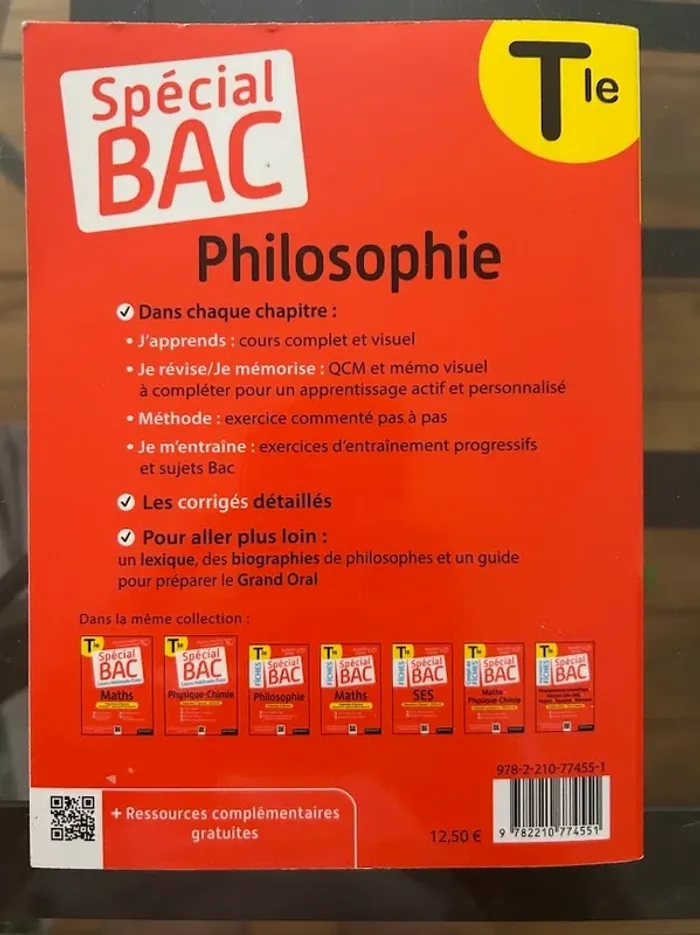 Spécial
BAC
Tle
Philosophie
Dans chaque chapitre :
• J'apprends : cours complet et visuel
• Je révise/Je mémorise : QCM et mémo visuel
à compléter pour un apprentissage actif et personnalisé
• Méthode : exercice commenté pas à pas
• Je m'entraîne : exercices d'entraînement progressifs
et sujets Bac
Les corrigés détaillés
Pour aller plus loin :
un lexique, des biographies de philosophes et un guide
pour préparer le Grand Oral
Dans la même collection :
Tle
Spécial
BAC
Maths
Tle
Spécial
BAC
Physique-Chimie
Tle
FICHES
Spécial
BAC
Philosophie
Tle
FICHES
Spécial
BAC
Maths
Tle
FICHES
Spécial
BAC
SES
Tle
FICHES
Spécial
BAC
Maths
Physique-Chimie
Tle
FICHES
Spécial
BAC
978-2-210-77455-1
+ Ressources complémentaires
gratuites
12,50 €
9 782210 774551